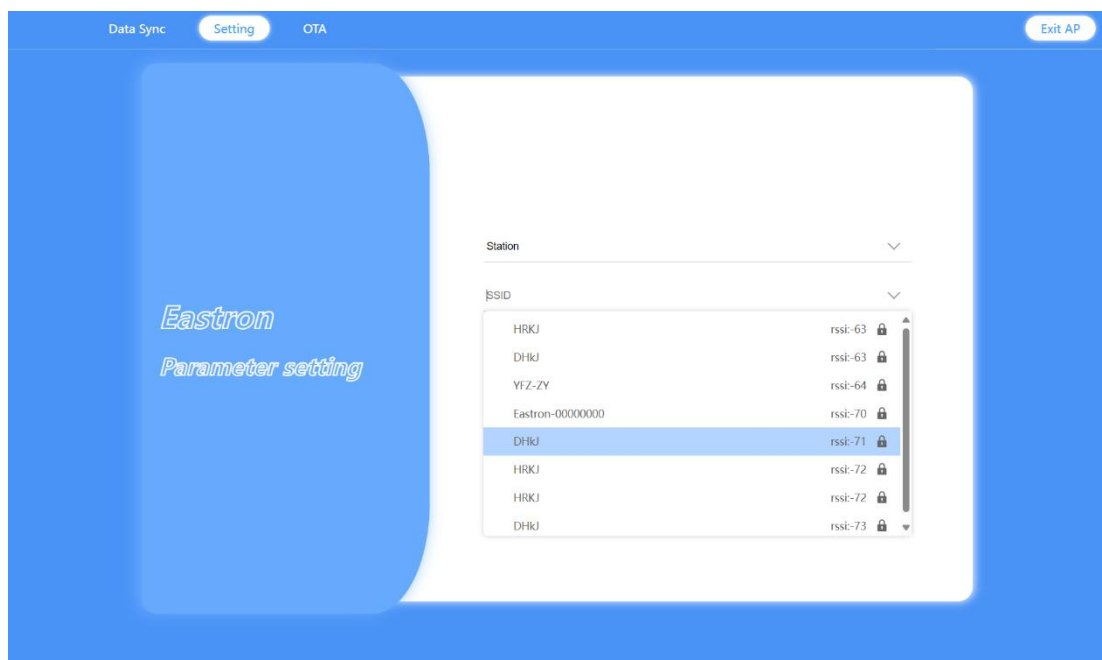 Data Sync Setting OTA Exit AP
Station
SSID
Eastron
Parameter setting
HRKJ rssi:-63
DHkJ rssi:-63
YFZ-ZY rssi:-64
Eastron-00000000 rssi:-70
DHkJ rssi:-71
HRKJ rssi:-72
HRKJ rssi:-72
DHkJ rssi:-73